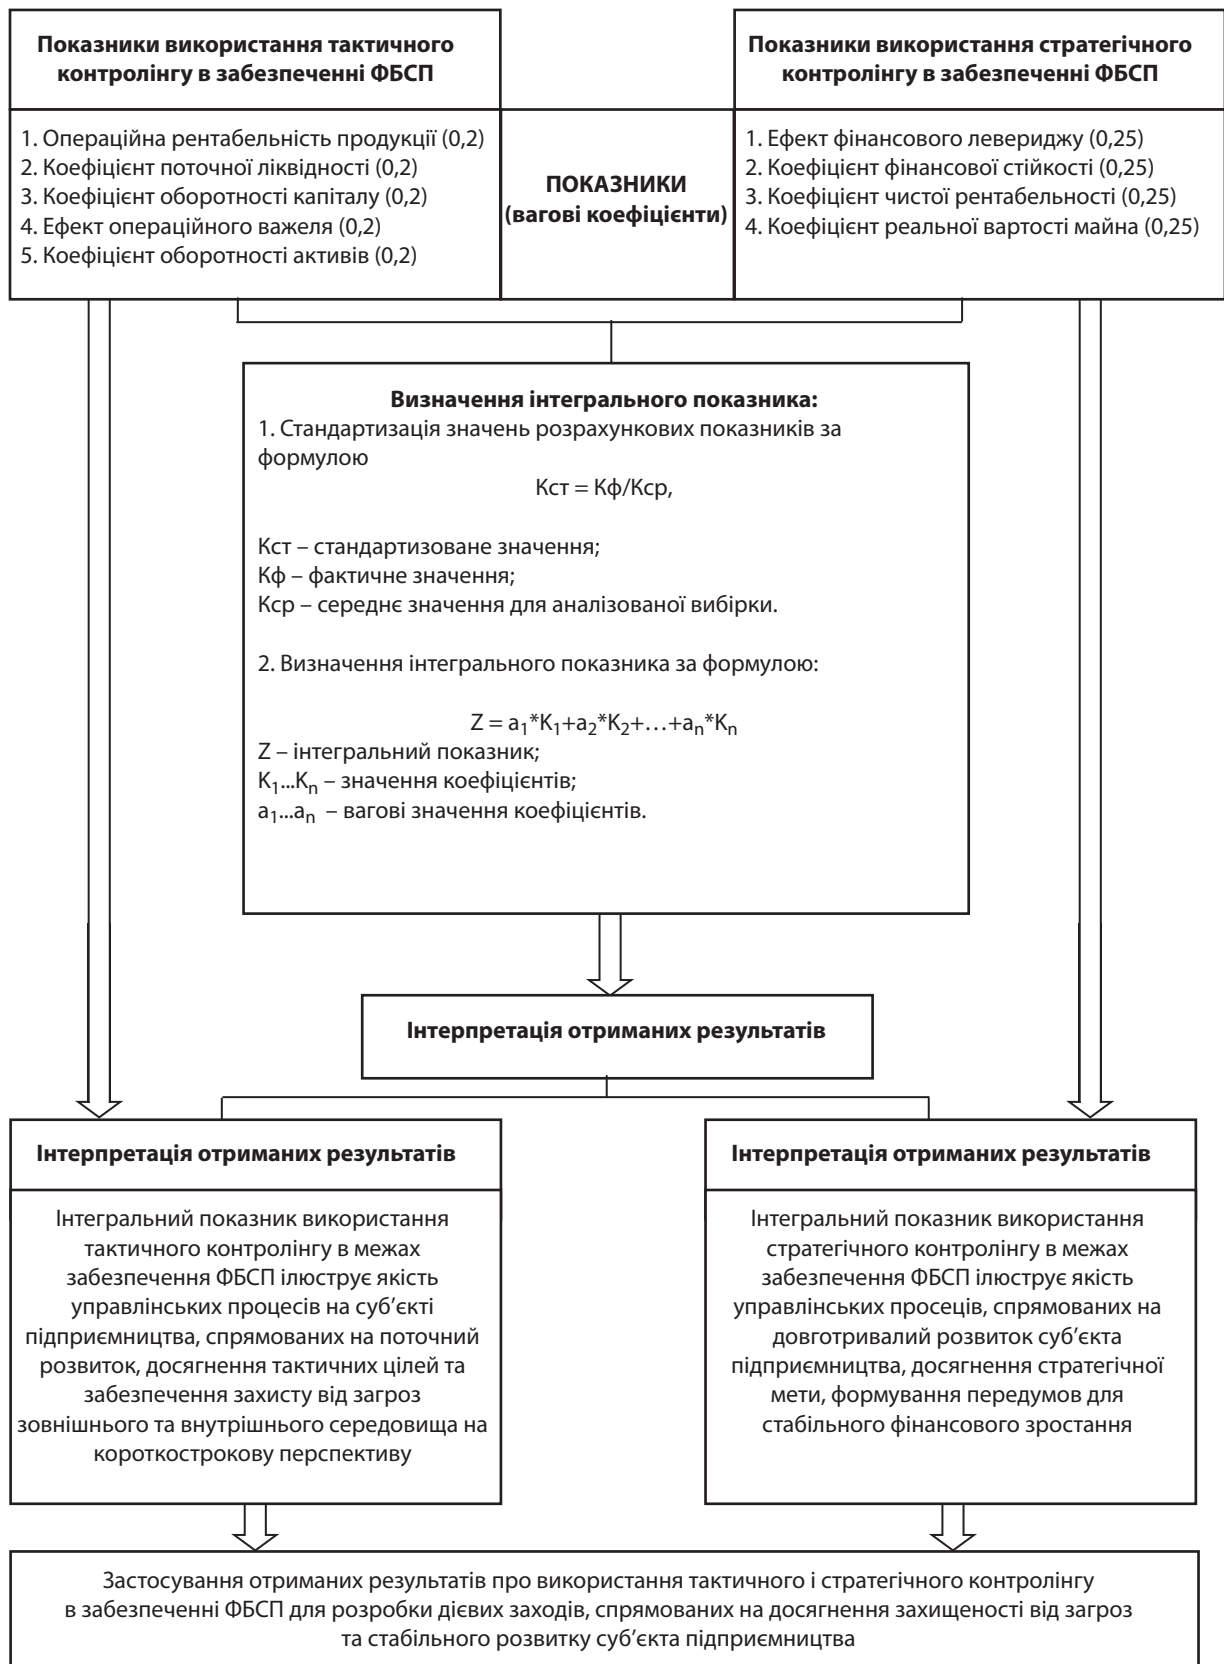 Показники використання тактичного
контролінгу в забезпеченні ФБСП
1. Операційна рентабельність продукції (0,2)
2. Коефіцієнт поточної ліквідності (0,2)
3. Коефіцієнт оборотності капіталу (0,2)
4. Ефект операційного важеля (0,2)
5. Коефіцієнт оборотності активів (0,2)
ПОКАЗНИКИ
(вагові коефіцієнти)
Показники використання стратегічного
контролінгу в забезпеченні ФБСП
1. Ефект фінансового левериджу (0,25)
2. Коефіцієнт фінансової стійкості (0,25)
3. Коефіцієнт чистої рентабельності (0,25)
4. Коефіцієнт реальної вартості майна (0,25)
Визначення інтегрального показника:
1. Стандартизація значень розрахункових показників за
формулою
Кст = Кф/Кср,
Кст – стандартизоване значення;
Кф – фактичне значення;
Кср – середнє значення для аналізованої вибірки.
2. Визначення інтегрального показника за формулою:
Z = a₁*K₁+a₂*K₂+…+aₙ*Kₙ
Z – інтегральний показник;
K₁...Kₙ – значення коефіцієнтів;
a₁...aₙ – вагові значення коефіцієнтів.
Інтерпретація отриманих результатів
Інтерпретація отриманих результатів
Інтегральний показник використання
тактичного контролінгу в межах
забезпечення ФБСП ілюструє якість
управлінських процесів на суб’єкті
підприємництва, спрямованих на поточний
розвиток, досягнення тактичних цілей та
забезпечення захисту від загроз
зовнішнього та внутрішнього середовища на
короткострокову перспективу
Інтерпретація отриманих результатів
Інтегральний показник використання
стратегічного контролінгу в межах
забезпечення ФБСП ілюструє якість
управлінських просеців, спрямованих на
довготривалий розвиток суб’єкта
підприємництва, досягнення стратегічної
мети, формування передумов для
стабільного фінансового зростання
Застосування отриманих результатів про використання тактичного і стратегічного контролінгу
в забезпеченні ФБСП для розробки дієвих заходів, спрямованих на досягнення захищеності від загроз
та стабільного розвитку суб’єкта підприємництва